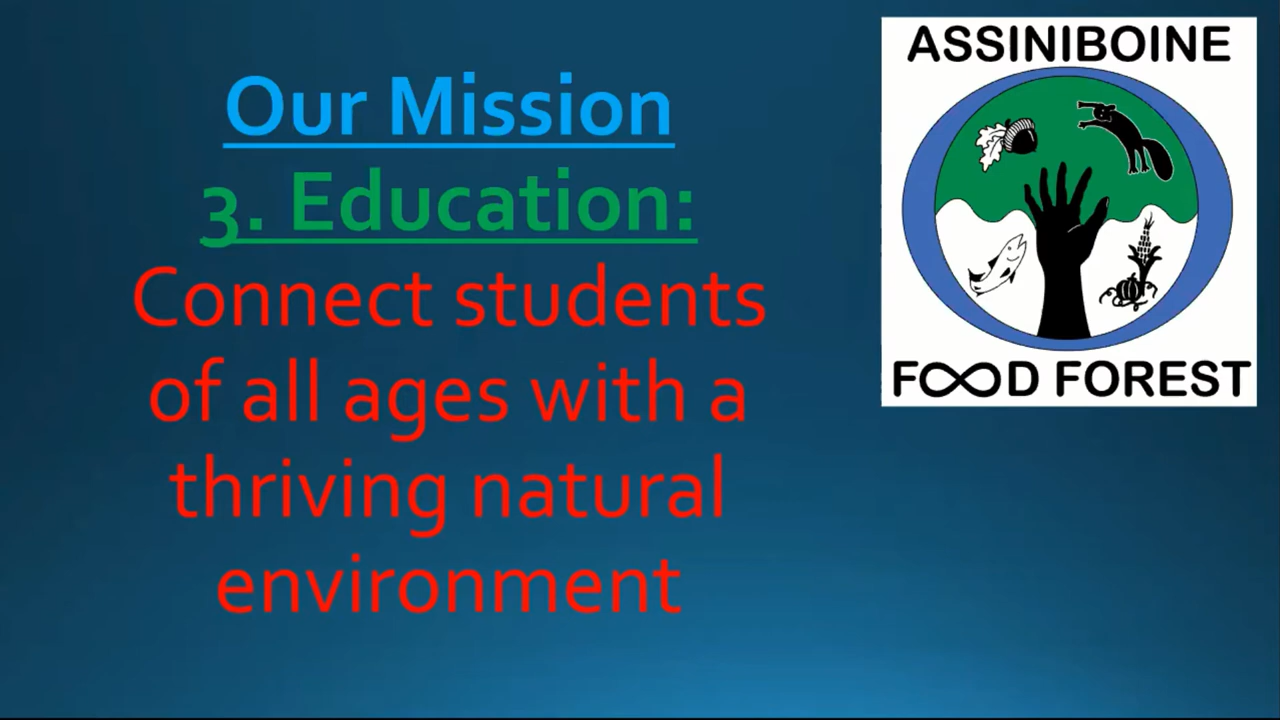 Our Mission
3. Education:
Connect students
of all ages with a
thriving natural
environment
ASSINIBOINE
FOOD FOREST